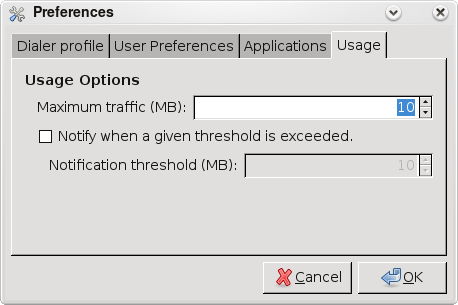 Preferences
Dialer profile User Preferences Applications Usage
Usage Options
Maximum traffic (MB): 10
Notify when a given threshold is exceeded.
Notification threshold (MB): 10
Cancel OK